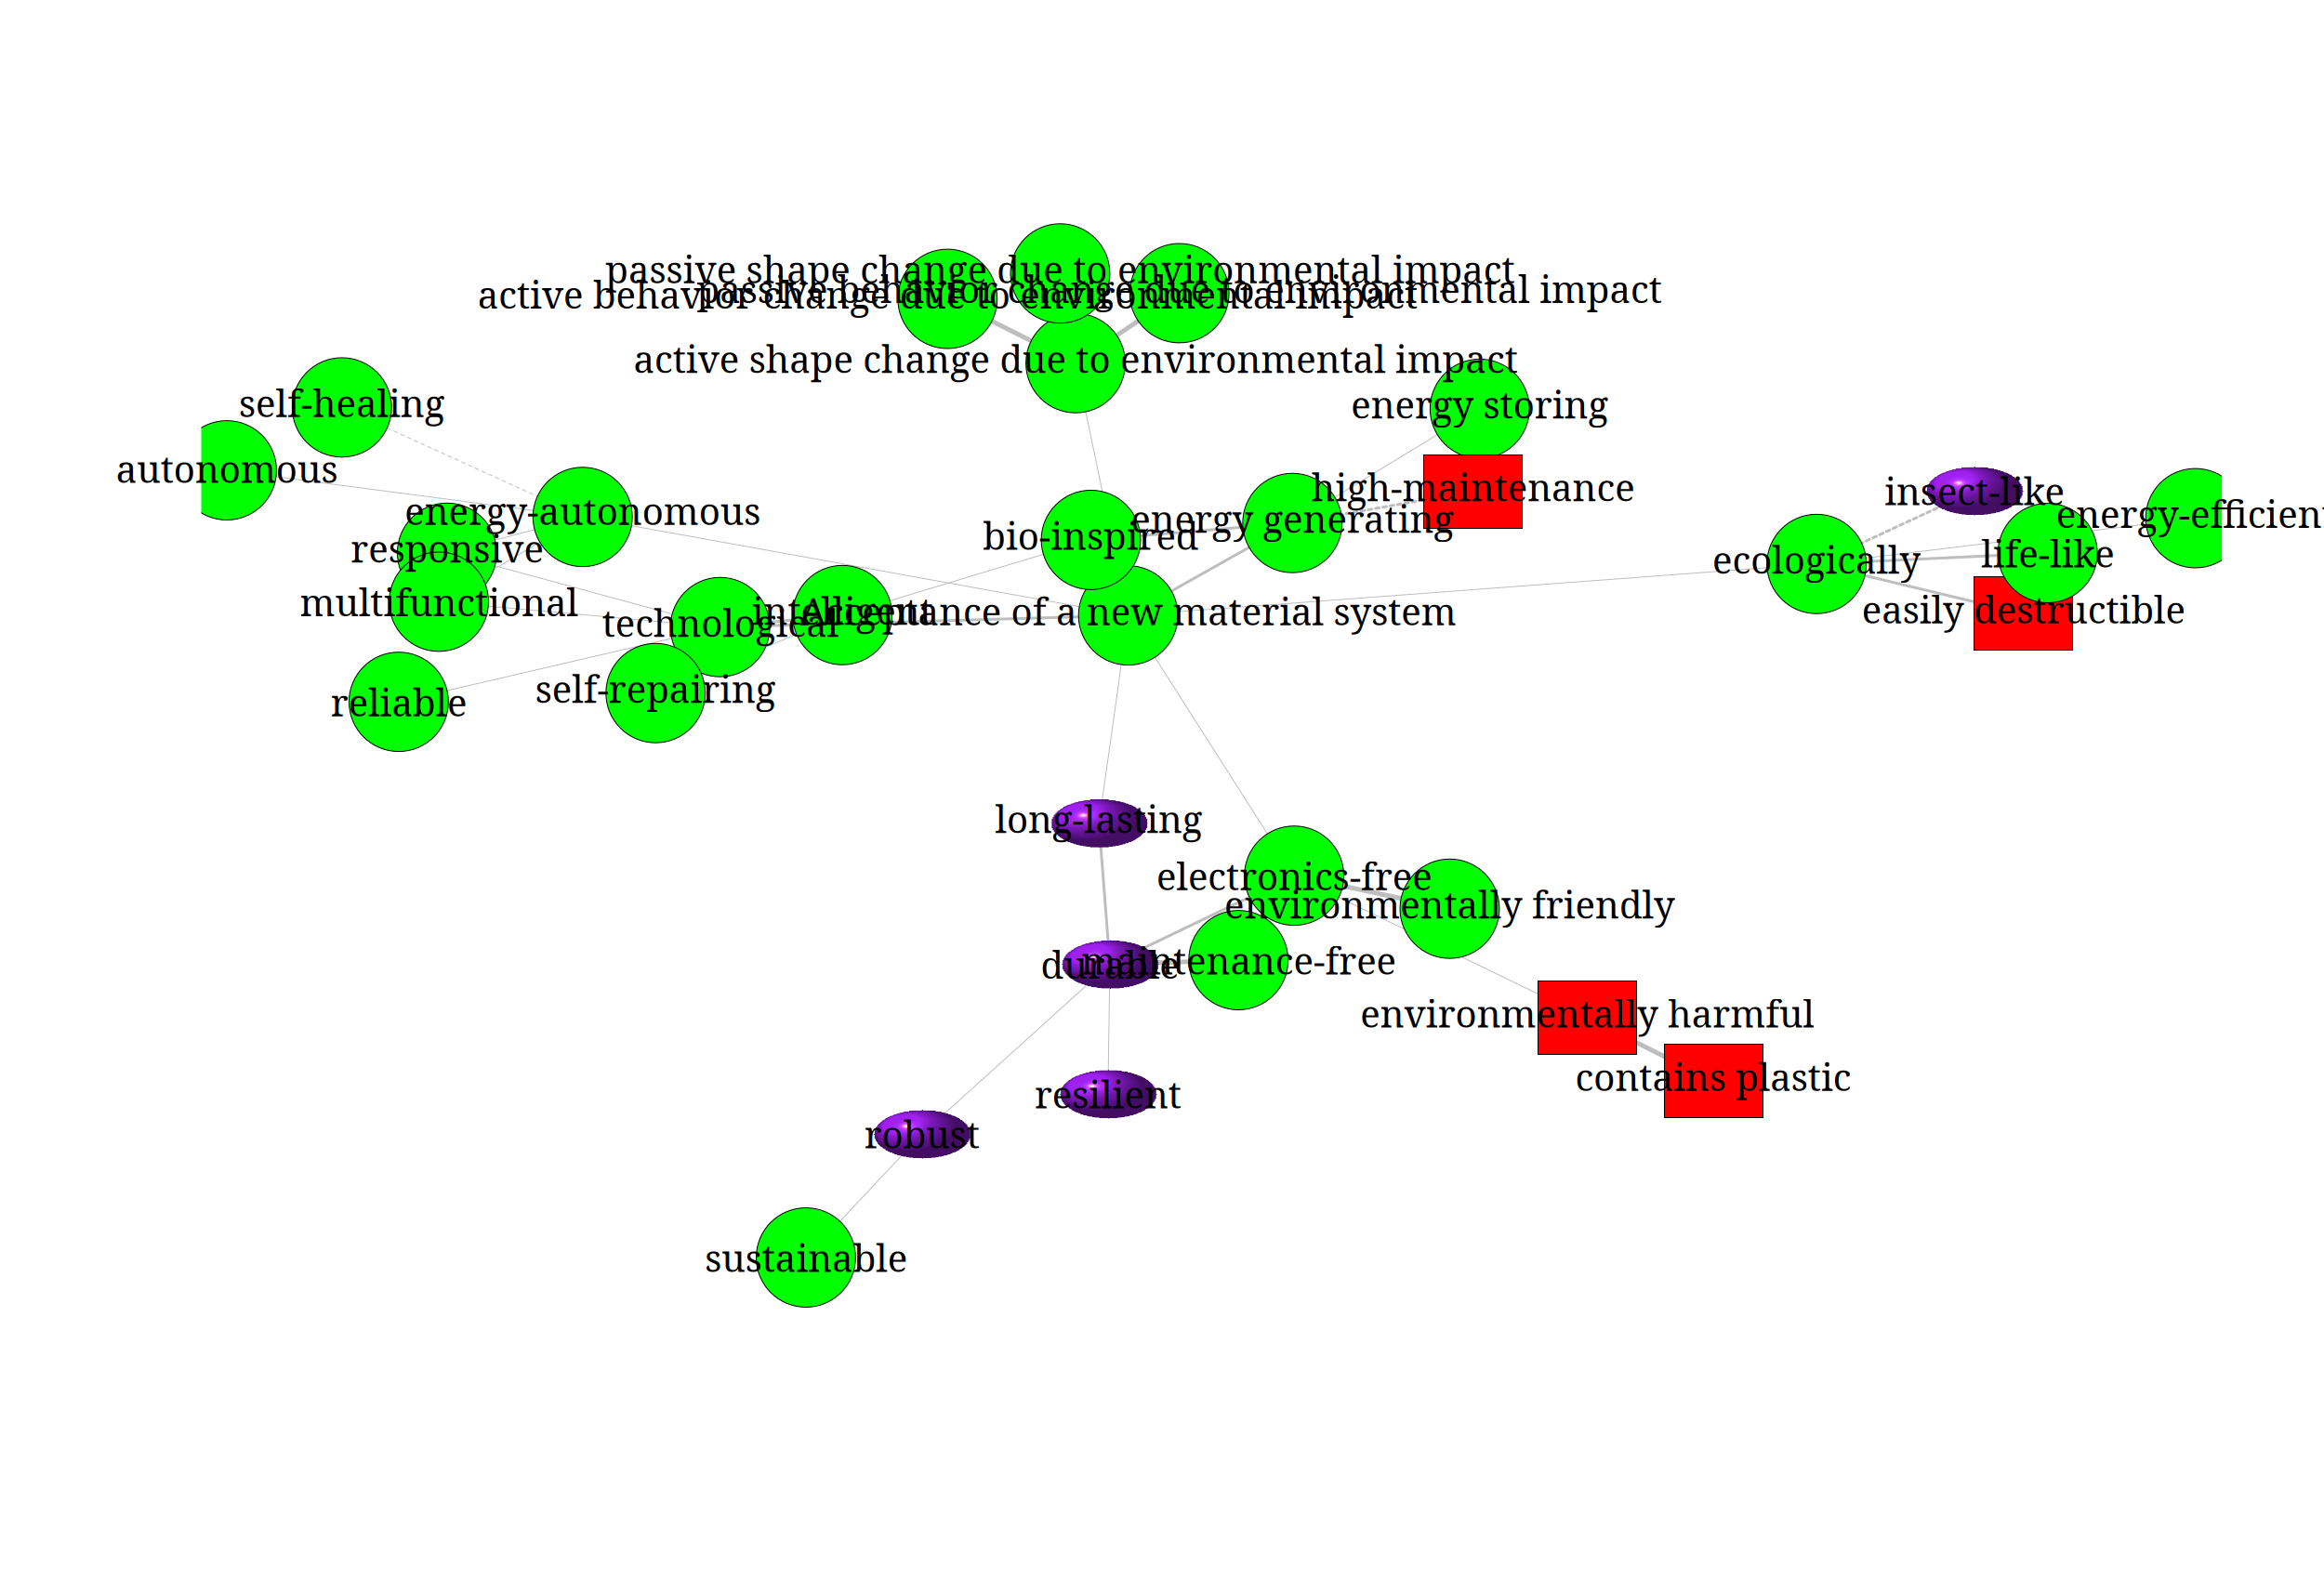 passive shape change due to environmental impact
passive behavior change due to environmental impact
active behavior change due to environmental impact
active shape change due to environmental impact
self-healing
energy storing
autonomous
high-maintenance
insect-like
energy-autonomous
energy generating
energy-efficient
bio-inspired
responsive
life-like
ecologically
multifunctional
intelligent
Acceptance of a new material system
easily destructible
technological
self-repairing
reliable
long-lasting
electronics-free
environmentally friendly
maintenance-free
durable
environmentally harmful
contains plastic
resilient
robust
sustainable